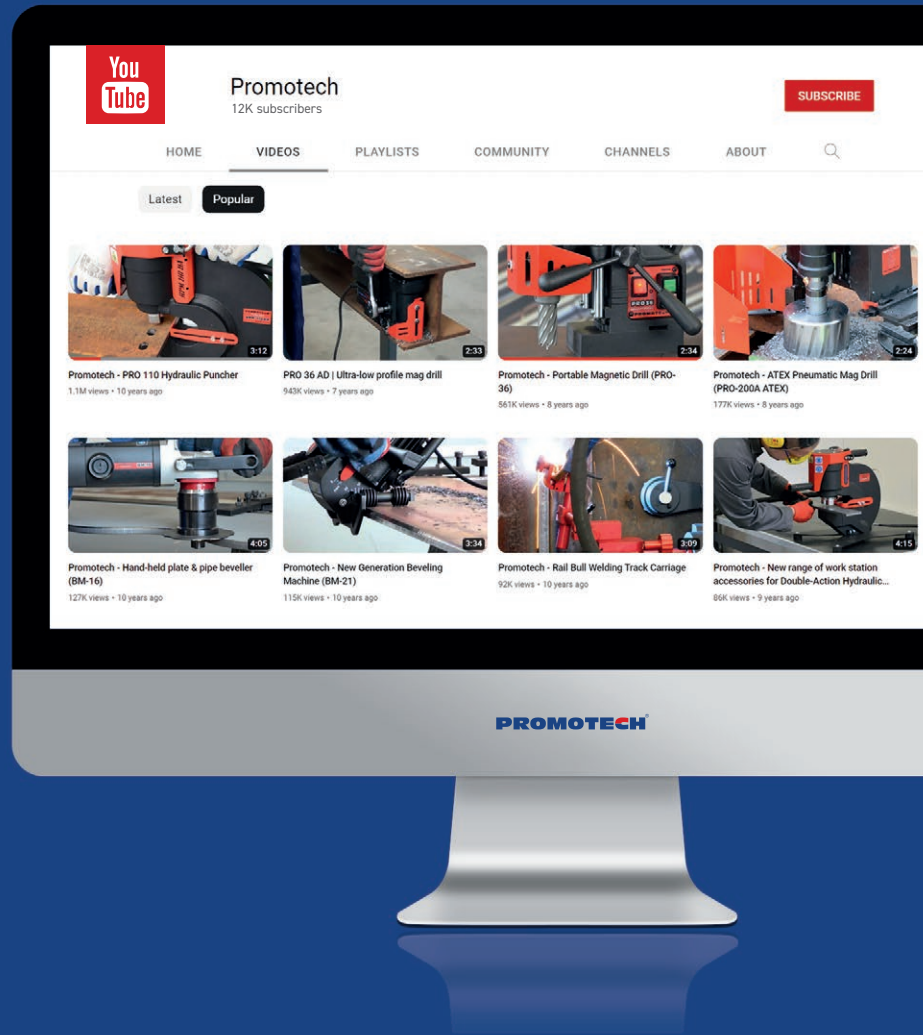 You
Tube
Promotech
12K subscribers
SUBSCRIBE
HOME VIDEOS PLAYLISTS COMMUNITY CHANNELS ABOUT
Latest Popular
3:12 2:33 2:34 2:24
Promotech - PRO 110 Hydraulic Puncher
1.1M views • 10 years ago
PRO 36 AD | Ultra-low profile mag drill
943K views • 7 years ago
Promotech - Portable Magnetic Drill (PRO-
36)
561K views • 8 years ago
Promotech - ATEX Pneumatic Mag Drill
(PRO-200A ATEX)
177K views • 8 years ago
4:05 3:34 3:09 4:15
Promotech - Hand-held plate & pipe beveller
(BM-16)
127K views • 10 years ago
Promotech - New Generation Beveling
Machine (BM-21)
115K views • 10 years ago
Promotech - Rail Bull Welding Track Carriage
92K views • 10 years ago
Promotech - New range of work station
accessories for Double-Action Hydraulic...
86K views • 9 years ago
PROMOTECH®